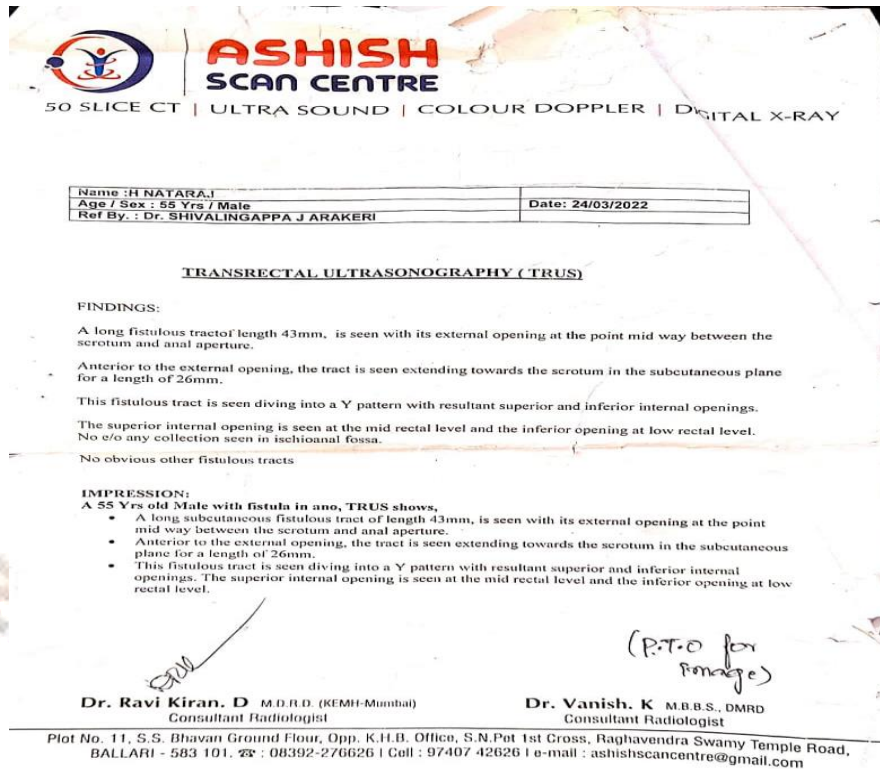 ASHISH
SCAN CENTRE
50 SLICE CT | ULTRA SOUND | COLOUR DOPPLER | DIGITAL X-RAY
Name :H NATARAJ
Age / Sex : 55 Yrs / Male Date: 24/03/2022
Ref By. : Dr. SHIVALINGAPPA J ARAKERI
TRANSRECTAL ULTRASONOGRAPHY ( TRUS)
FINDINGS:
A long fistulous tractof length 43mm, is seen with its external opening at the point mid way between the
scrotum and anal aperture.
Anterior to the external opening, the tract is seen extending towards the scrotum in the subcutaneous plane
for a length of 26mm.
This fistulous tract is seen diving into a Y pattern with resultant superior and inferior internal openings.
The superior internal opening is seen at the mid rectal level and the inferior opening at low rectal level.
No e/o any collection seen in ischioanal fossa.
No obvious other fistulous tracts
IMPRESSION:
A 55 Yrs old Male with fistula in ano, TRUS shows,
• A long subcutaneous fistulous tract of length 43mm, is seen with its external opening at the point
mid way between the scrotum and anal aperture.
• Anterior to the external opening, the tract is seen extending towards the scrotum in the subcutaneous
plane for a length of 26mm.
• This fistulous tract is seen diving into a Y pattern with resultant superior and inferior internal
openings. The superior internal opening is seen at the mid rectal level and the inferior opening at low
rectal level.
(P.T.O for
Image)
Dr. Ravi Kiran. D M.D.R.D. (KEMH-Mumbai) Dr. Vanish. K M.B.B.S., DMRD
Consultant Radiologist Consultant Radiologist
Plot No. 11, S.S. Bhavan Ground Flour, Opp. K.H.B. Office, S.N.Pet 1st Cross, Raghavendra Swamy Temple Road,
BALLARI - 583 101. ☎ : 08392-276626 | Cell : 97407 42626 | e-mail : ashishscancentre@gmail.com